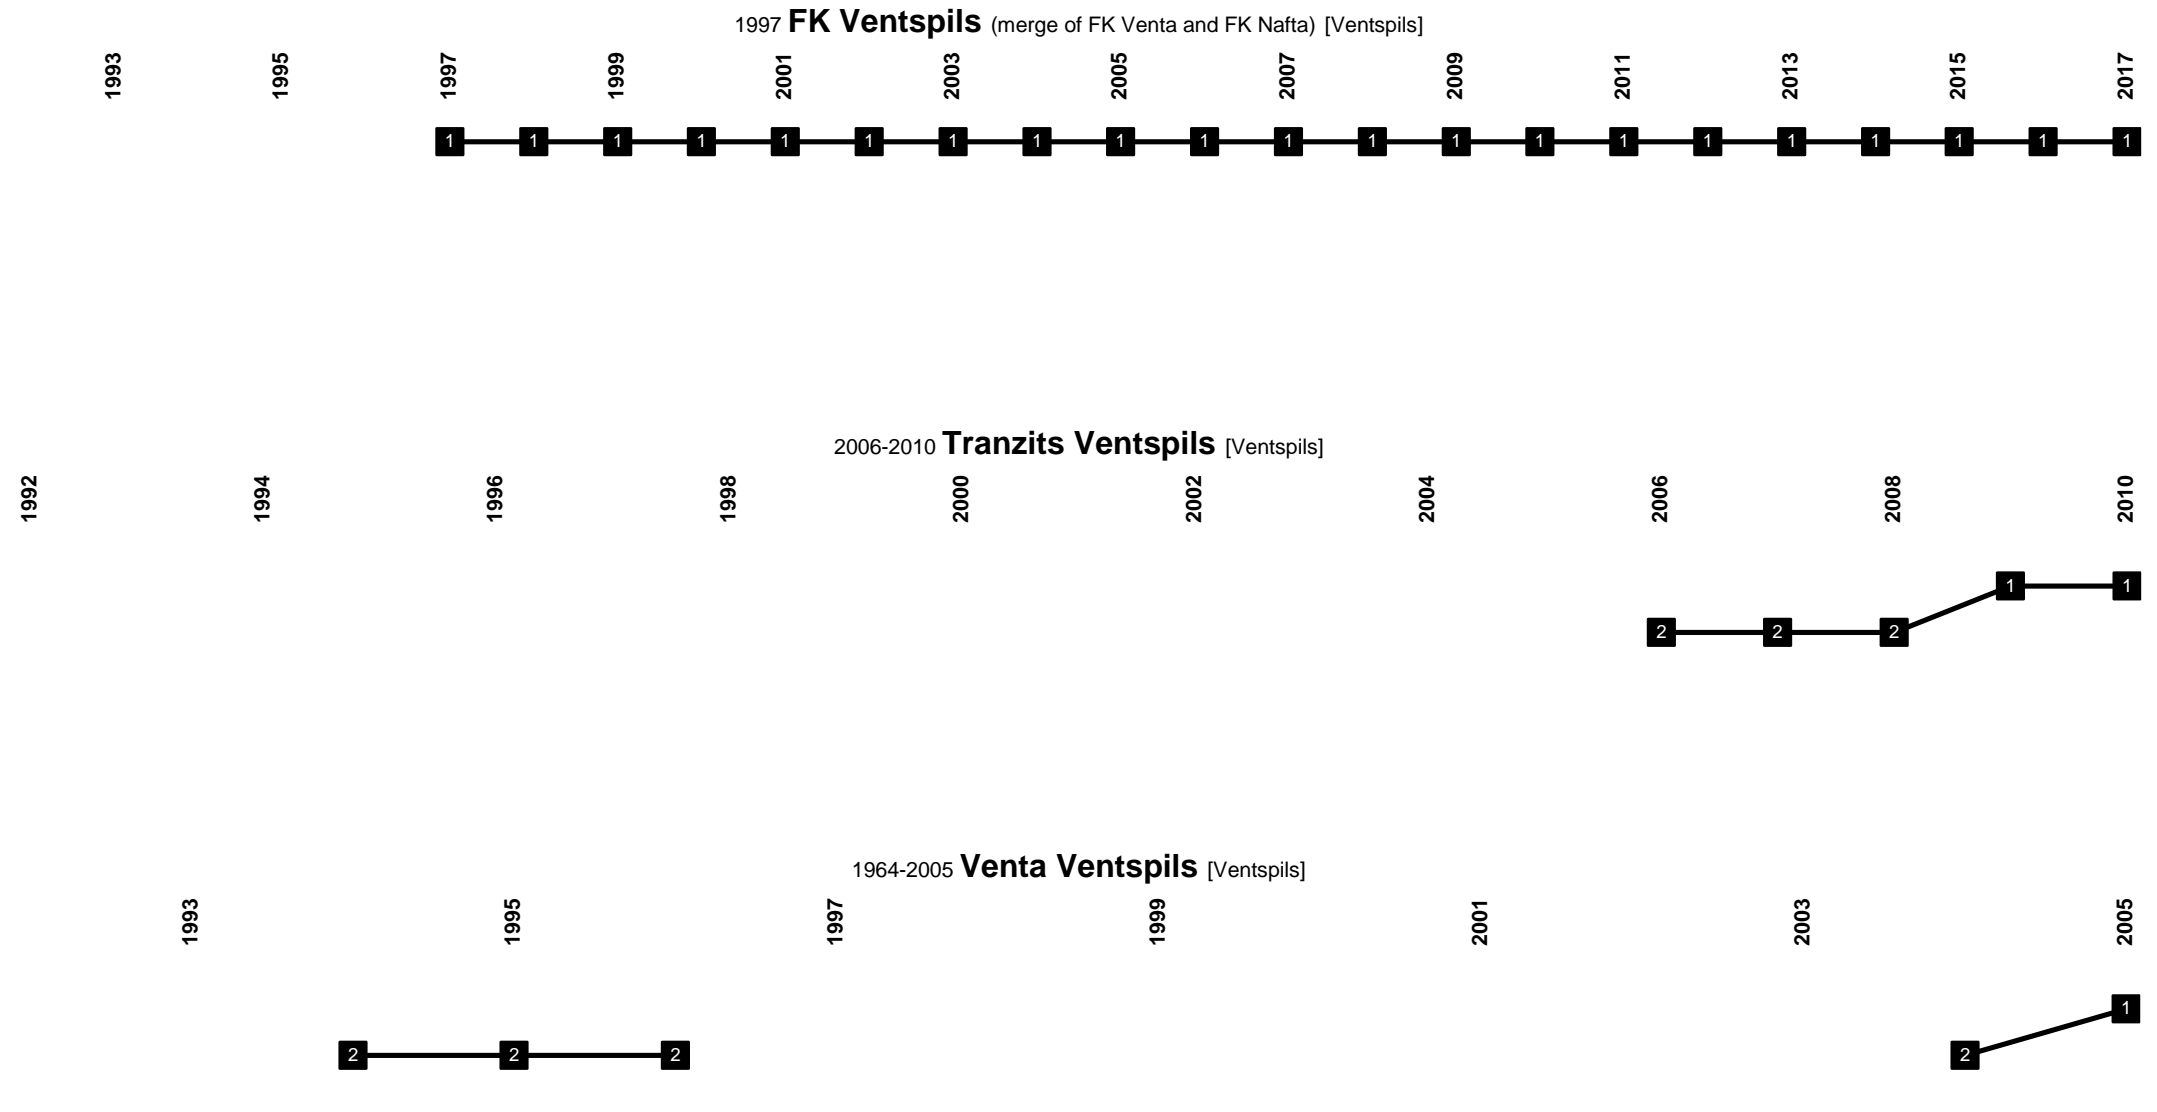 1997 FK Ventspils (merge of FK Venta and FK Nafta) [Ventspils]
1993 1995 1997 1999 2001 2003 2005 2007 2009 2011 2013 2015 2017
1 1 1 1 1 1 1 1 1 1 1 1 1 1 1 1 1 1 1 1 1
2006-2010 Tranzits Ventspils [Ventspils]
1992 1994 1996 1998 2000 2002 2004 2006 2008 2010
1 1
2 2 2
1964-2005 Venta Ventspils [Ventspils]
1993 1995 1997 1999 2001 2003 2005
1
2 2 2 2